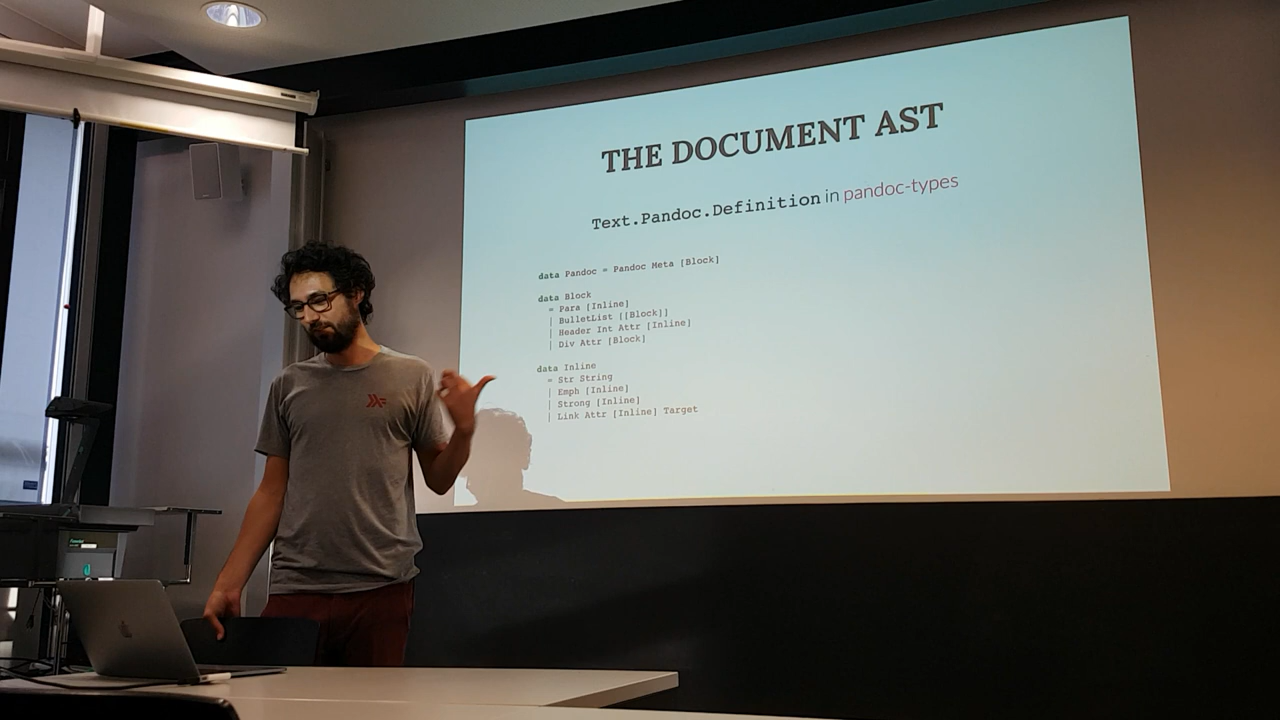 THE DOCUMENT AST
Text.Pandoc.Definition in pandoc-types
data Pandoc = Pandoc Meta [Block]
data Block
= Para [Inline]
| BulletList [[Block]]
| Header Int Attr [Inline]
| Div Attr [Block]
data Inline
= Str String
| Emph [Inline]
| Strong [Inline]
| Link Attr [Inline] Target